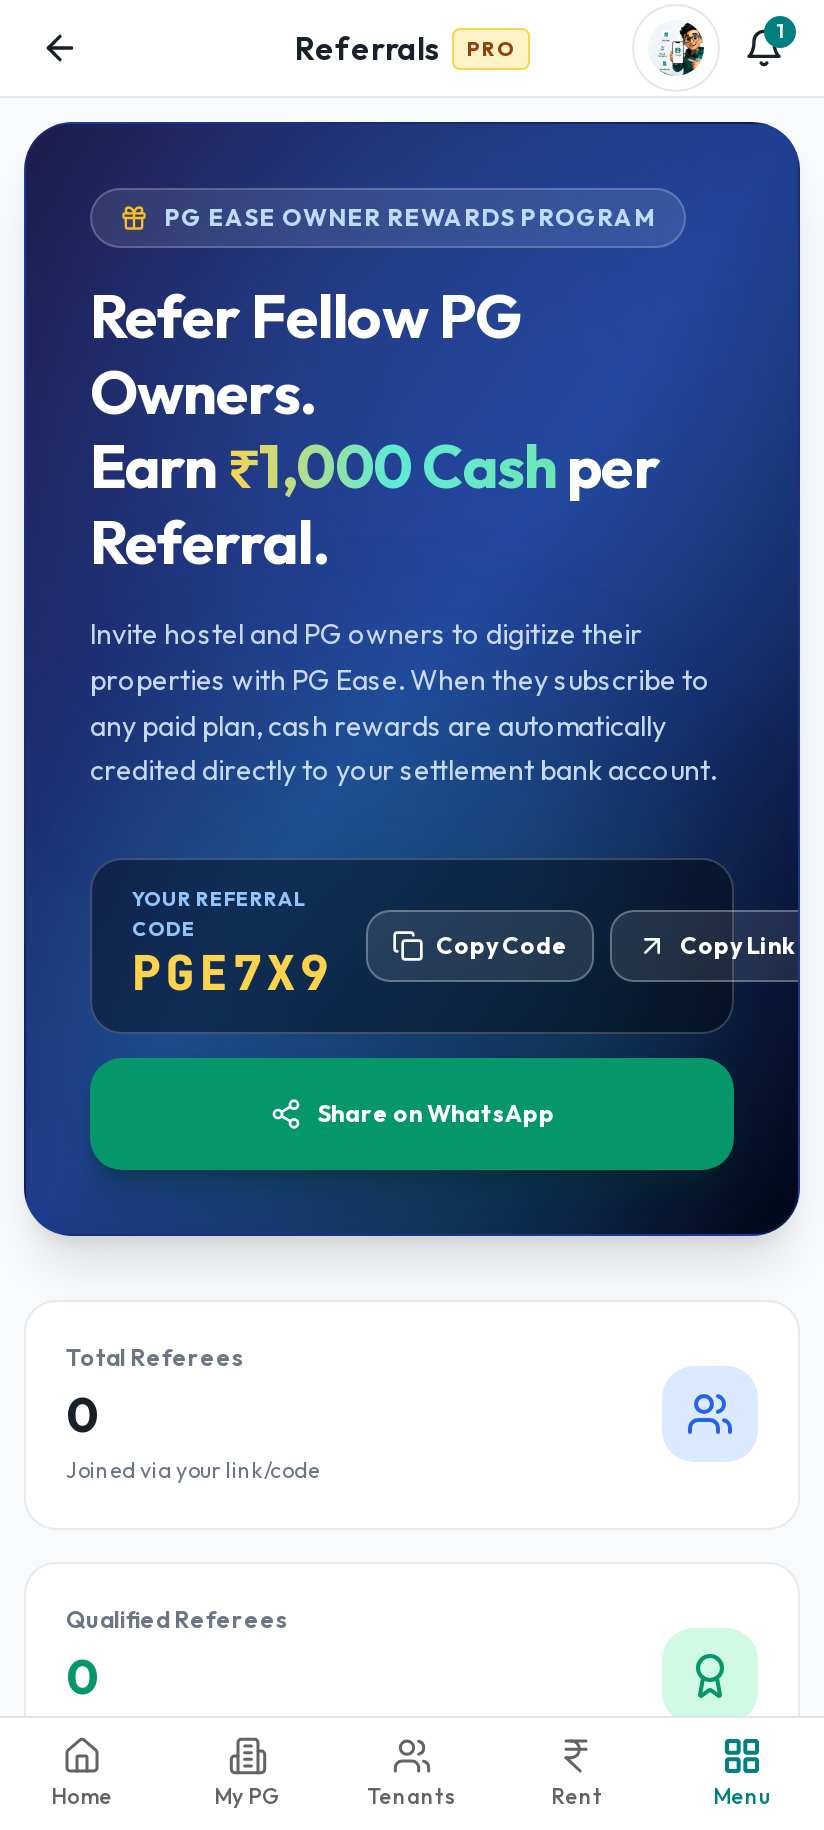 Referrals
PRO
1
PG EASE OWNER REWARDS PROGRAM
Refer Fellow PG
Owners.
Earn ₹1,000 Cash per
Referral.
Invite hostel and PG owners to digitize their
properties with PG Ease. When they subscribe to
any paid plan, cash rewards are automatically
credited directly to your settlement bank account.
YOUR REFERRAL
CODE
PGE7X9
Copy Code
Copy Link
Share on WhatsApp
Total Referees
0
Joined via your link/code
Qualified Referees
0
Home
My PG
Tenants
Rent
Menu